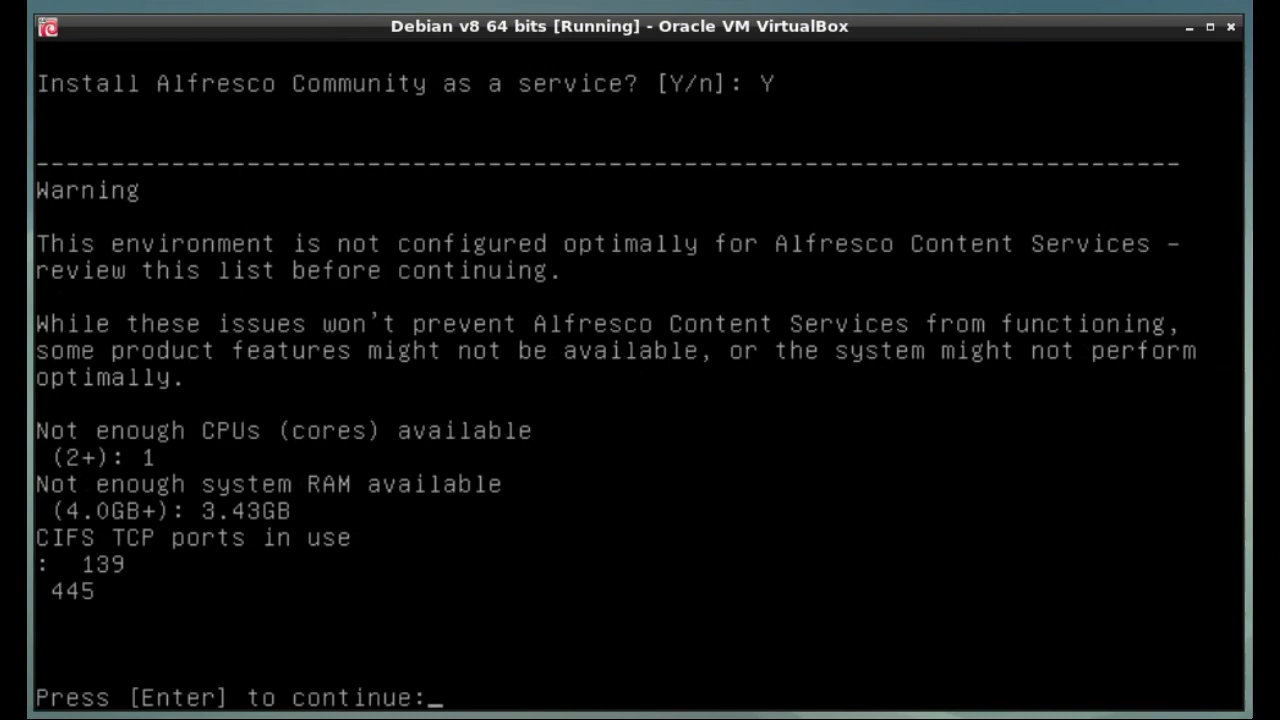 Debian v8 64 bits [Running] - Oracle VM VirtualBox
Install Alfresco Community as a service? [Y/n]: Y
----------------------------------------------------------------------------
Warning
This environment is not configured optimally for Alfresco Content Services -
review this list before continuing.
While these issues won't prevent Alfresco Content Services from functioning,
some product features might not be available, or the system might not perform
optimally.
Not enough CPUs (cores) available
(2+): 1
Not enough system RAM available
(4.0GB+): 3.43GB
CIFS TCP ports in use
:  139
445
Press [Enter] to continue:_